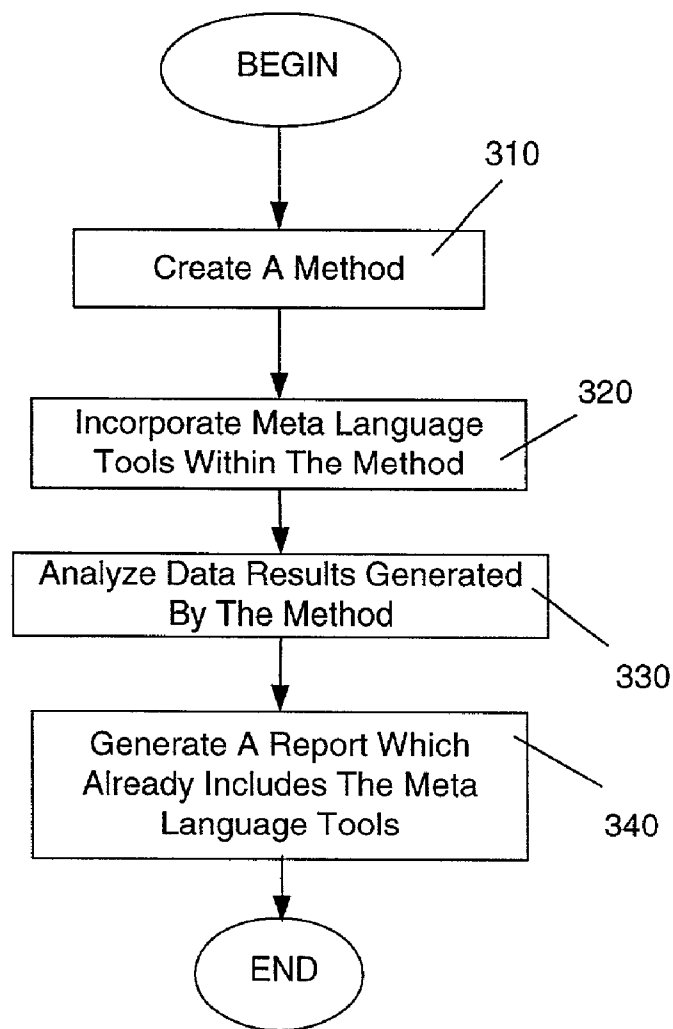 BEGIN
310
Create A Method
320
Incorporate Meta Language
Tools Within The Method
Analyze Data Results Generated
By The Method
330
Generate A Report Which
Already Includes The Meta
Language Tools
340
END